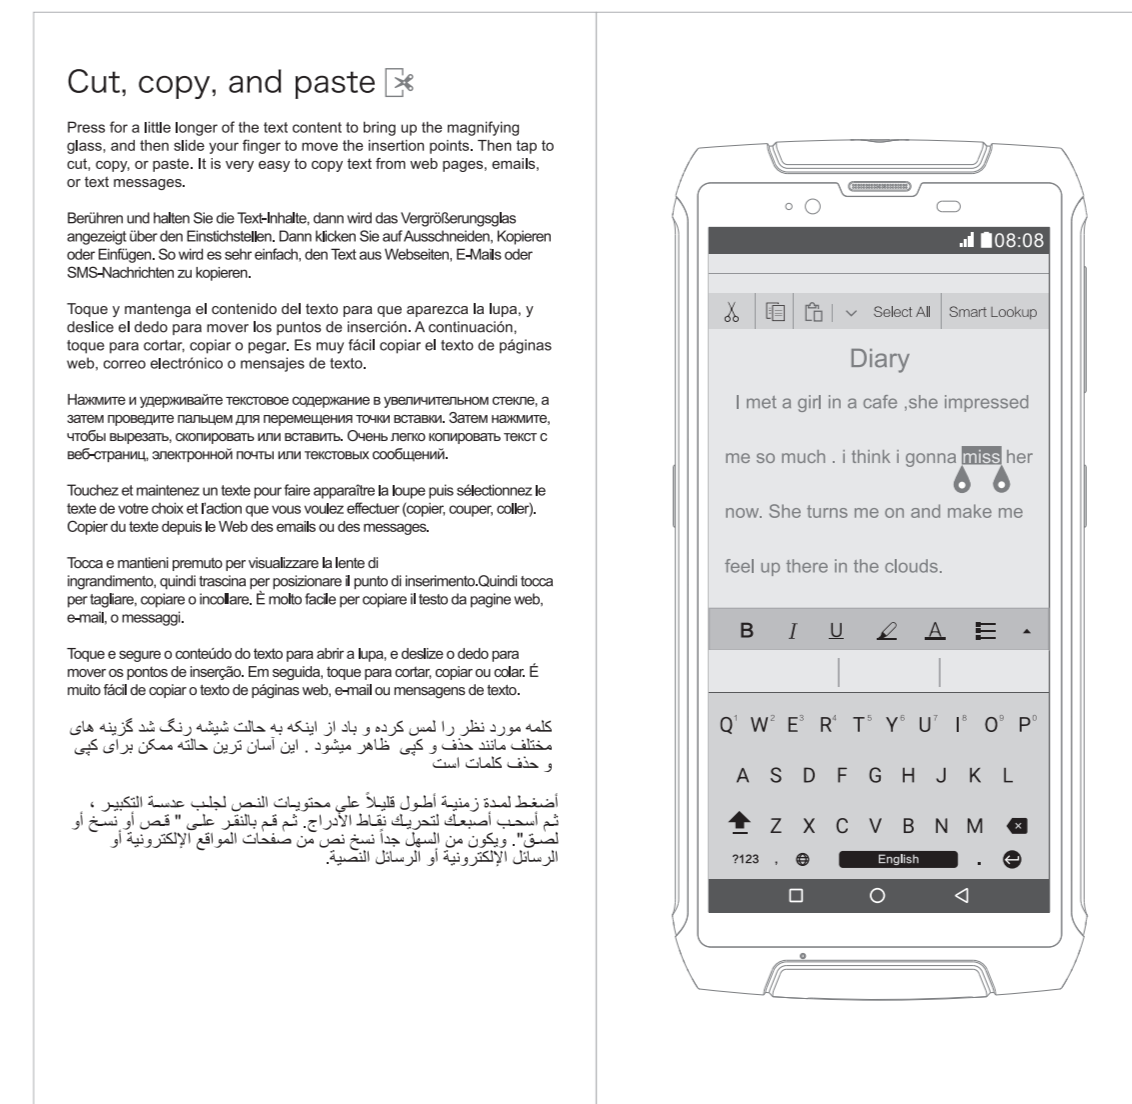 Cut, copy, and paste
Press for a little longer of the text content to bring up the magnifying
glass, and then slide your finger to move the insertion points. Then tap to
cut, copy, or paste. It is very easy to copy text from web pages, emails,
or text messages.
Berühren und halten Sie die Text-Inhalte, dann wird das Vergrößerungsglas
angezeigt über den Einstichstellen. Dann klicken Sie auf Ausschneiden, Kopieren
oder Einfügen. So wird es sehr einfach, den Text aus Webseiten, E-Mails oder
SMS-Nachrichten zu kopieren.
Toque y mantenga el contenido del texto para que aparezca la lupa, y
deslice el dedo para mover los puntos de inserción. A continuación,
toque para cortar, copiar o pegar. Es muy fácil copiar el texto de páginas
web, correo electrónico o mensajes de texto.
Нажмите и удерживайте текстовое содержание в увеличительном стекле, а
затем проведите пальцем для перемещения точки вставки. Затем нажмите,
чтобы вырезать, скопировать или вставить. Очень легко копировать текст с
веб-страниц, электронной почты или текстовых сообщений.
Touchez et maintenez un texte pour faire apparaître la loupe puis sélectionnez le
texte de votre choix et l'action que vous voulez effectuer (copier, couper, coller).
Copier du texte depuis le Web des emails ou des messages.
Tocca e mantieni premuto per visualizzare la lente di
ingrandimento, quindi trascina per posizionare il punto di inserimento.Quindi tocca
per tagliare, copiare o incollare. È molto facile per copiare il testo da pagine web,
e-mail, o messaggi.
Toque e segure o conteúdo do texto para abrir a lupa, e deslize o dedo para
mover os pontos de inserção. Em seguida, toque para cortar, copiar ou colar. É
muito fácil de copiar o texto de páginas web, e-mail ou mensagens de texto.
کلمه مورد نظر را لمس کرده و باد از اینکه به حالت شیشه رنگ شد گزینه های
مختلف مانند حذف و کپی ظاهر میشود . این آسان ترین حالته ممکن برای کپی
و حذف کلمات است
أضغط لمدة زمنية أطول قليلاً على محتويات النص لجلب عدسة التكبير ،
ثم أسحب أصبعك لتحريك نقاط الأدراج. ثم قم بالنقر على " قص أو نسخ أو
لصق". ويكون من السهل جداً نسخ نص من صفحات المواقع الإلكترونية أو
الرسائل الإلكترونية أو الرسائل النصية.
08:08
Select All Smart Lookup
Diary
I met a girl in a cafe ,she impressed
me so much . i think i gonna miss her
now. She turns me on and make me
feel up there in the clouds.
B I U A
Q1 W2 E3 R4 T5 Y6 U7 I8 O9 P0
A S D F G H J K L
Z X C V B N M
?123 , English .